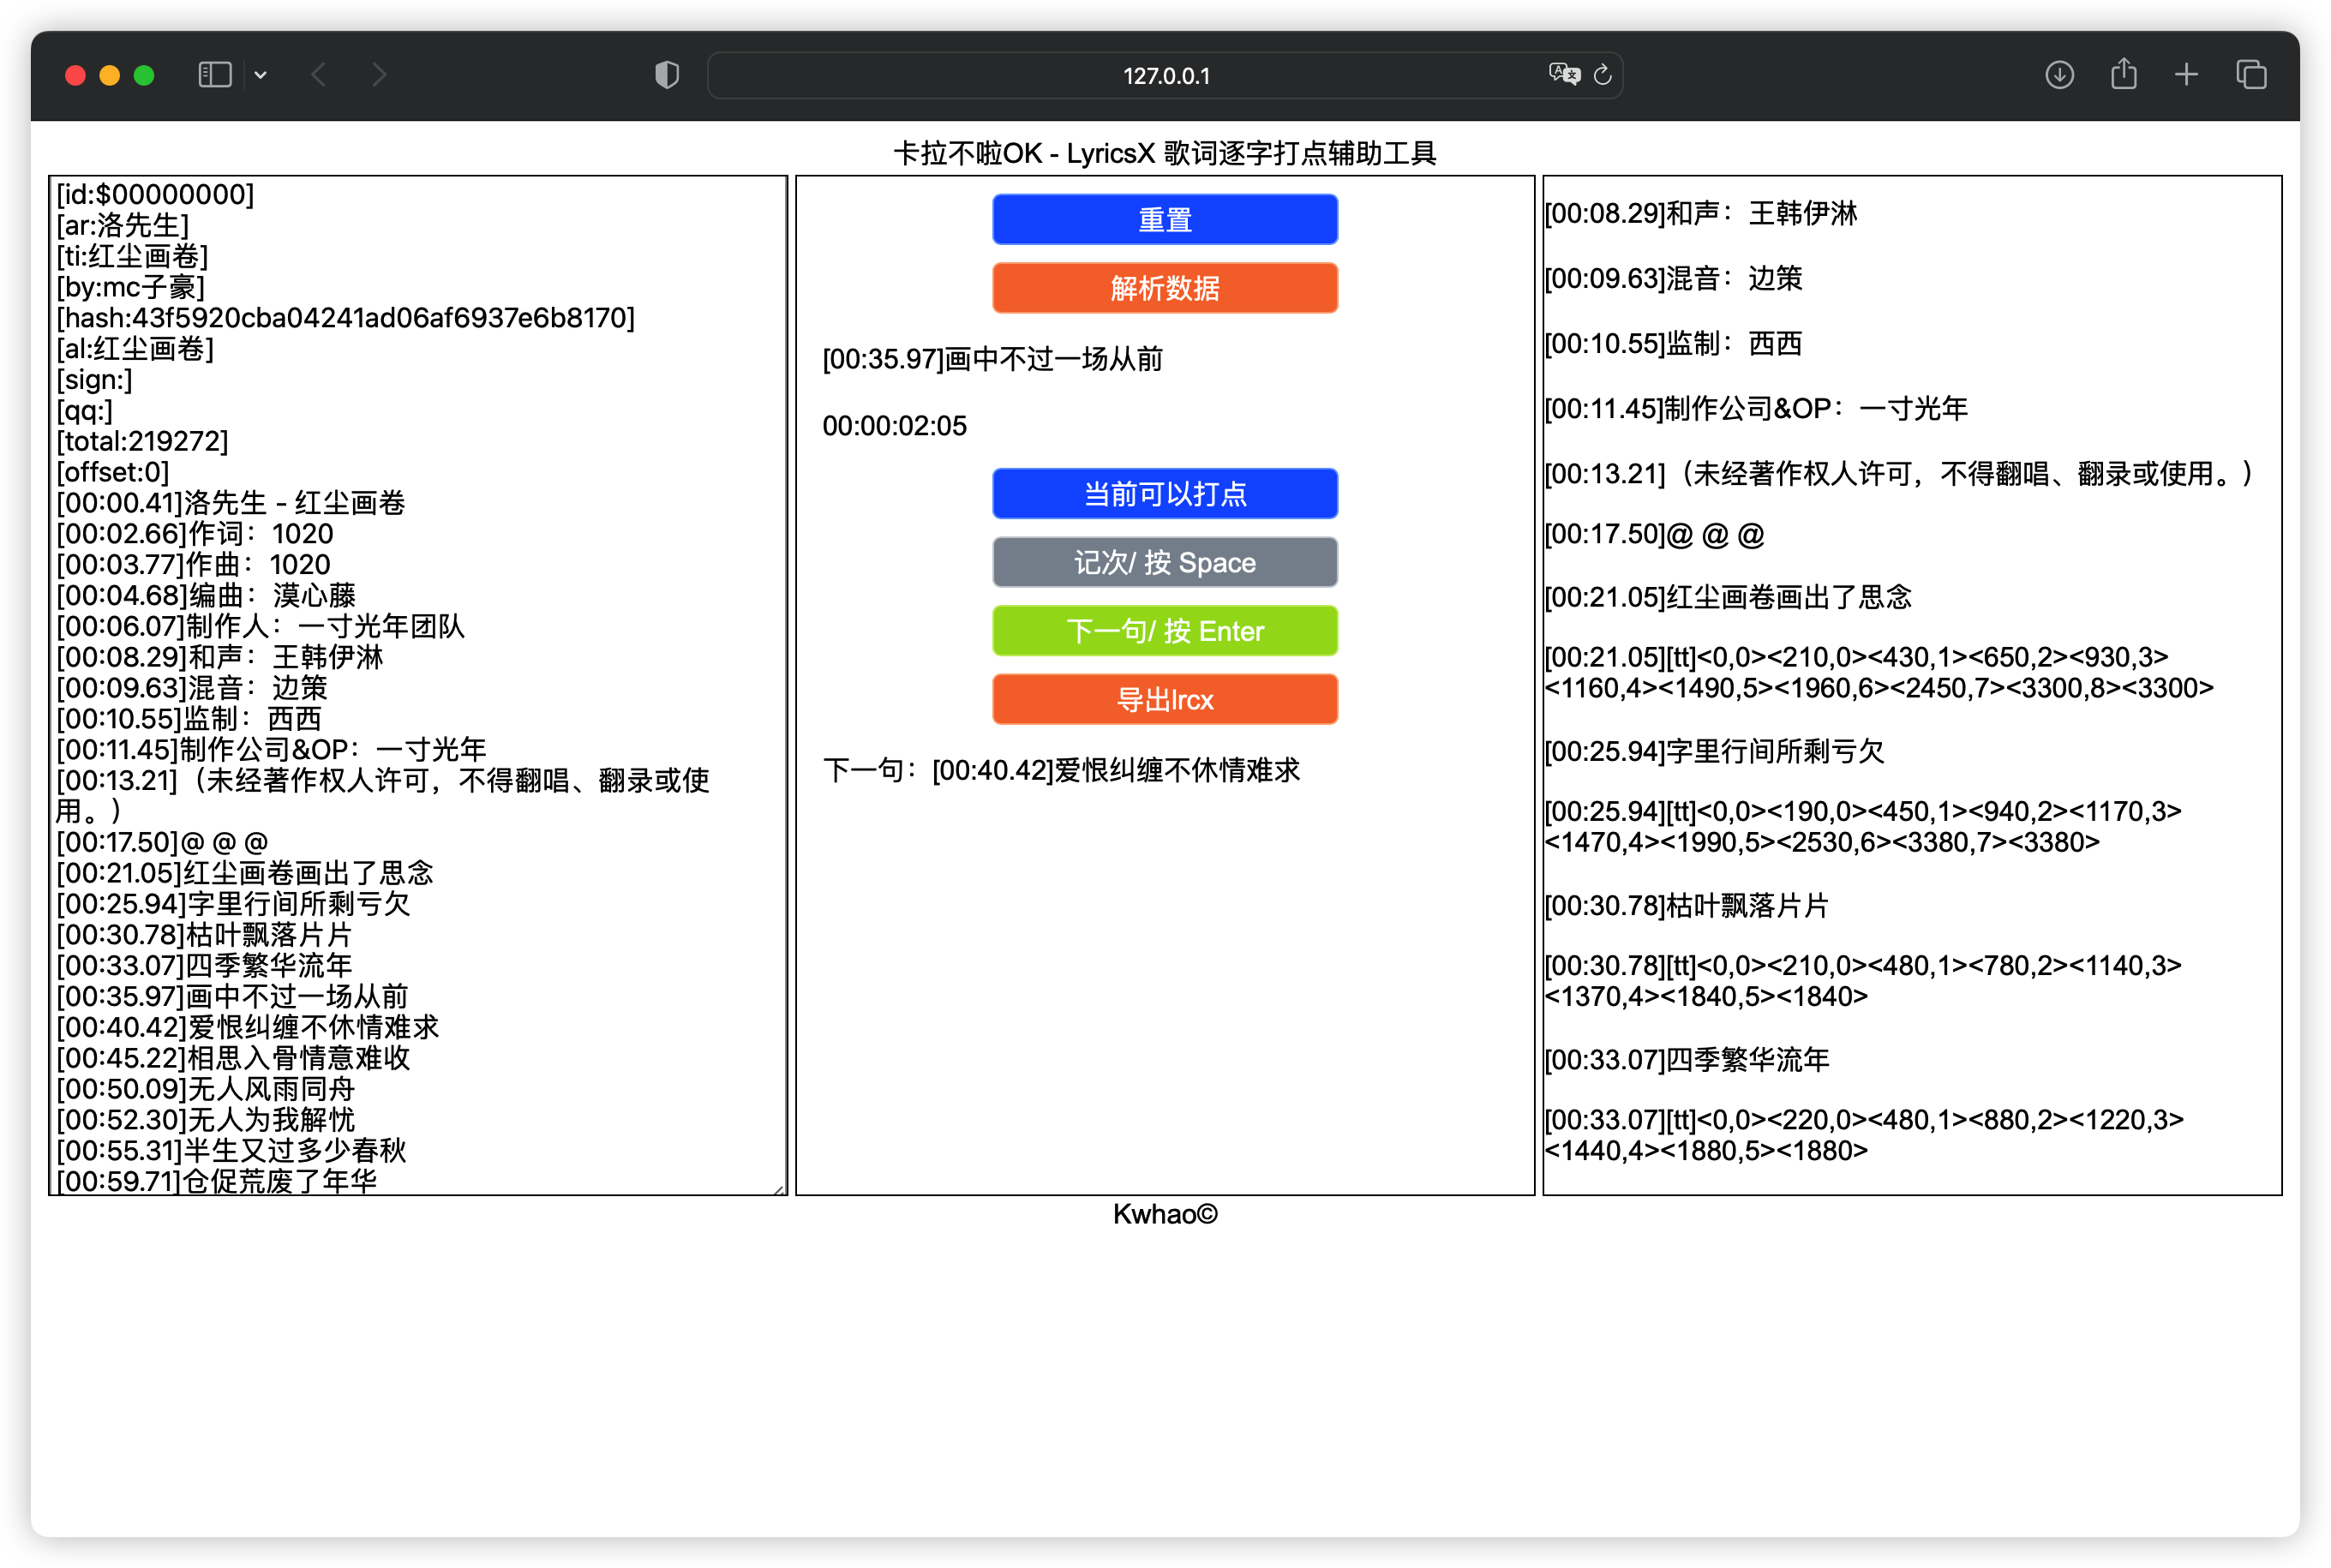 127.0.0.1
卡拉不啦OK - LyricsX 歌词逐字打点辅助工具
[id:$00000000]
[ar:洛先生]
[ti:红尘画卷]
[by:mc子豪]
[hash:43f5920cba04241ad06af6937e6b8170]
[al:红尘画卷]
[sign:]
[qq:]
[total:219272]
[offset:0]
[00:00.41]洛先生 - 红尘画卷
[00:02.66]作词：1020
[00:03.77]作曲：1020
[00:04.68]编曲：漠心藤
[00:06.07]制作人：一寸光年团队
[00:08.29]和声：王韩伊淋
[00:09.63]混音：边策
[00:10.55]监制：西西
[00:11.45]制作公司&OP：一寸光年
[00:13.21]（未经著作权人许可，不得翻唱、翻录或使
用。）
[00:17.50]@ @ @
[00:21.05]红尘画卷画出了思念
[00:25.94]字里行间所剩亏欠
[00:30.78]枯叶飘落片片
[00:33.07]四季繁华流年
[00:35.97]画中不过一场从前
[00:40.42]爱恨纠缠不休情难求
[00:45.22]相思入骨情意难收
[00:50.09]无人风雨同舟
[00:52.30]无人为我解忧
[00:55.31]半生又过多少春秋
[00:59.71]仓促荒废了年华
重置
解析数据
[00:35.97]画中不过一场从前
00:00:02:05
当前可以打点
记次/ 按 Space
下一句/ 按 Enter
导出lrcx
下一句：[00:40.42]爱恨纠缠不休情难求
[00:08.29]和声：王韩伊淋
[00:09.63]混音：边策
[00:10.55]监制：西西
[00:11.45]制作公司&OP：一寸光年
[00:13.21]（未经著作权人许可，不得翻唱、翻录或使用。）
[00:17.50]@ @ @
[00:21.05]红尘画卷画出了思念
[00:21.05][tt]<0,0><210,0><430,1><650,2><930,3>
<1160,4><1490,5><1960,6><2450,7><3300,8><3300>
[00:25.94]字里行间所剩亏欠
[00:25.94][tt]<0,0><190,0><450,1><940,2><1170,3>
<1470,4><1990,5><2530,6><3380,7><3380>
[00:30.78]枯叶飘落片片
[00:30.78][tt]<0,0><210,0><480,1><780,2><1140,3>
<1370,4><1840,5><1840>
[00:33.07]四季繁华流年
[00:33.07][tt]<0,0><220,0><480,1><880,2><1220,3>
<1440,4><1880,5><1880>
Kwhao©